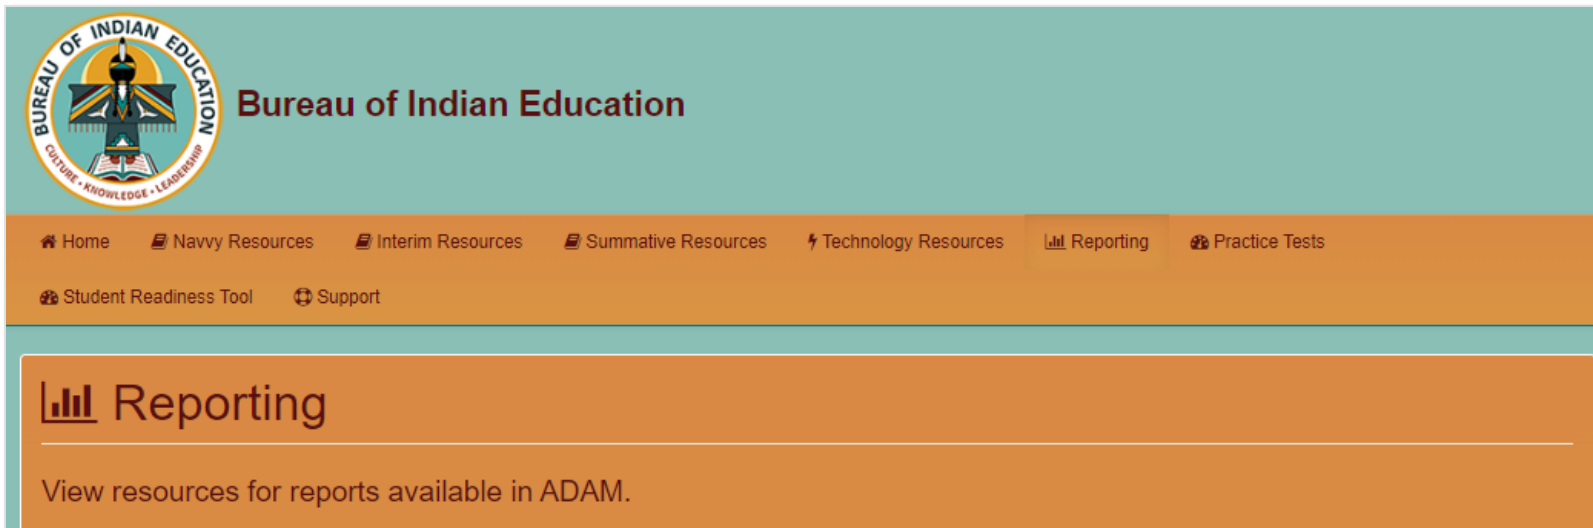 BUREAU OF INDIAN EDUCATION
CULTURE • KNOWLEDGE • LEADERSHIP
Bureau of Indian Education
Home Navvy Resources Interim Resources Summative Resources Technology Resources Reporting Practice Tests
Student Readiness Tool Support
Reporting
View resources for reports available in ADAM.